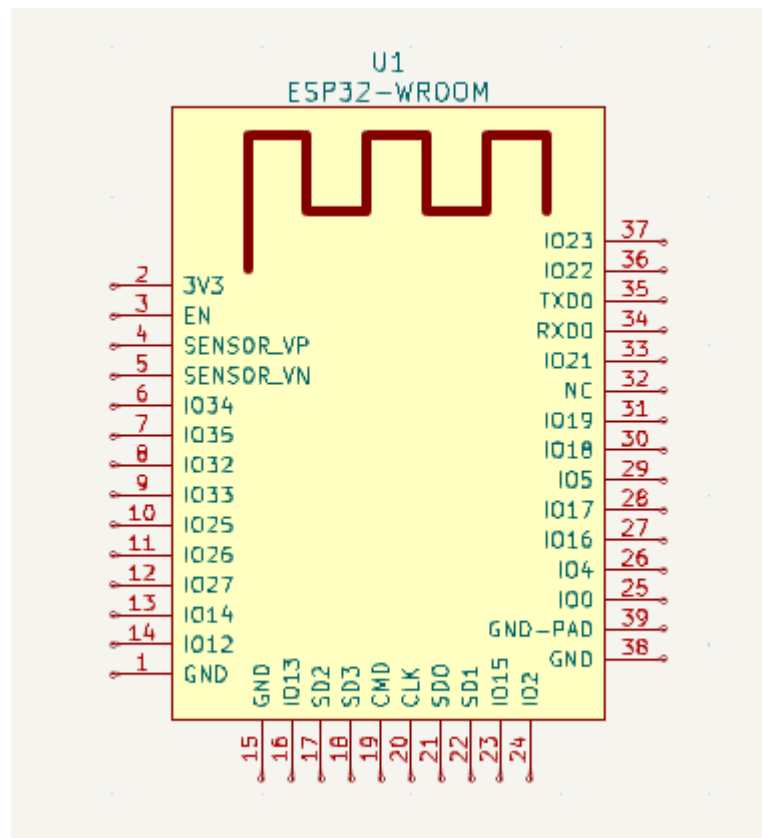 U1
ESP32-WROOM
2 3V3
3 EN
4 SENSOR_VP
5 SENSOR_VN
6 IO34
7 IO35
8 IO32
9 IO33
10 IO25
11 IO26
12 IO27
13 IO14
14 IO12
1 GND
IO23 37
IO22 36
TXD0 35
RXD0 34
IO21 33
NC 32
IO19 31
IO18 30
IO5 29
IO17 28
IO16 27
IO4 26
IO0 25
GND-PAD 39
GND 38
GND 15
IO13 16
SD2 17
SD3 18
CMD 19
CLK 20
SD0 21
SD1 22
IO15 23
IO2 24